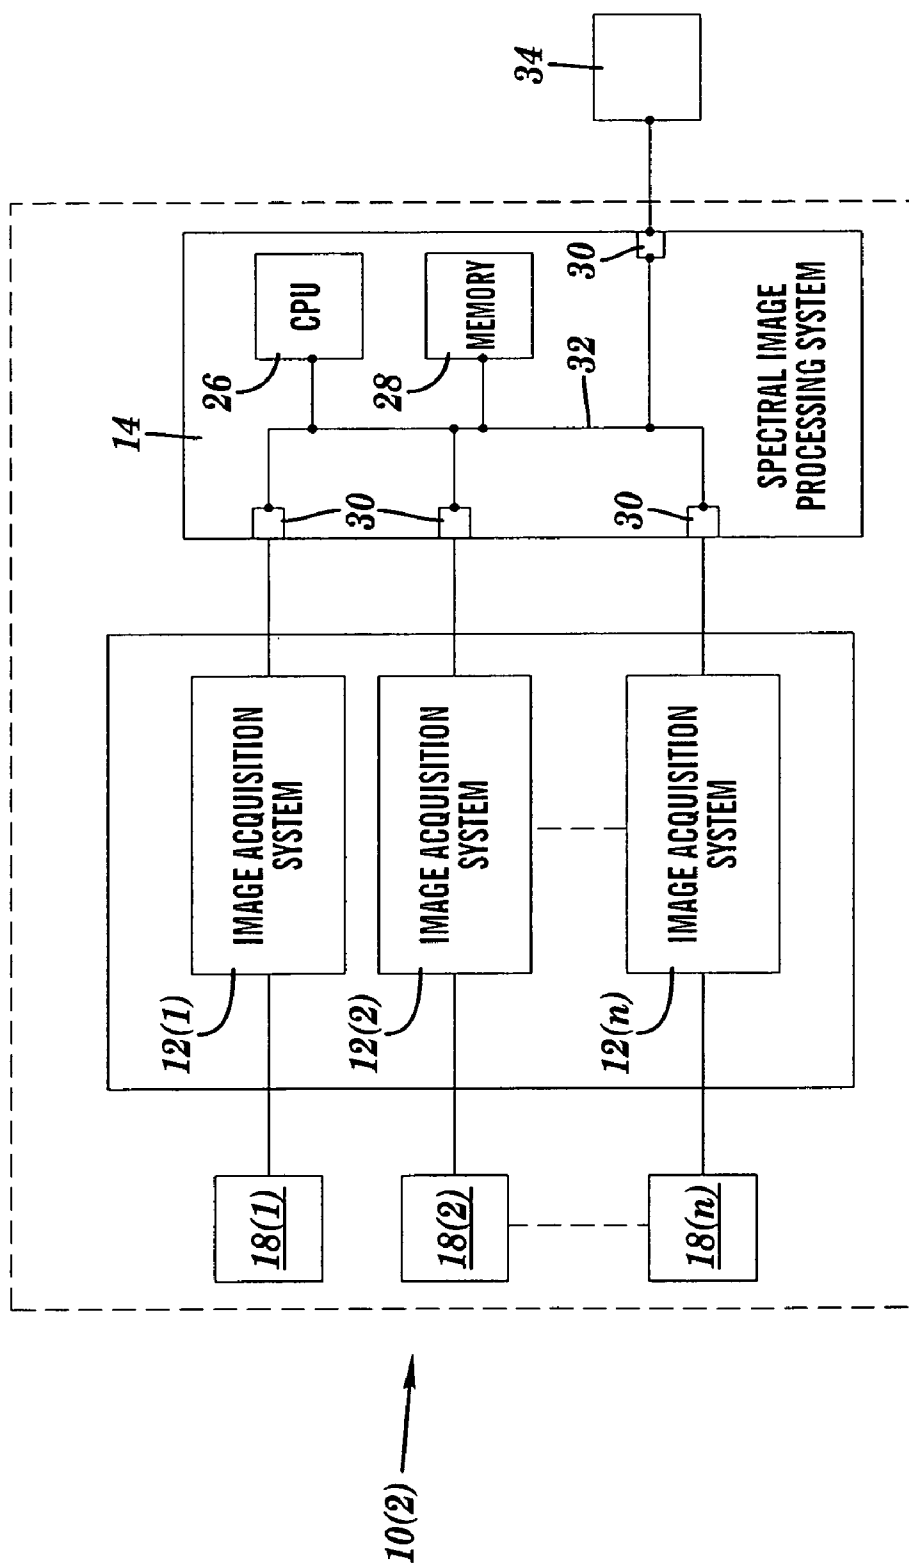 10(2)
18(1)
18(2)
18(n)
12(1)
IMAGE ACQUISITION
SYSTEM
12(2)
IMAGE ACQUISITION
SYSTEM
12(n)
IMAGE ACQUISITION
SYSTEM
14
30
30
30
26
CPU
28
MEMORY
32
SPECTRAL IMAGE
PROCESSING SYSTEM
34